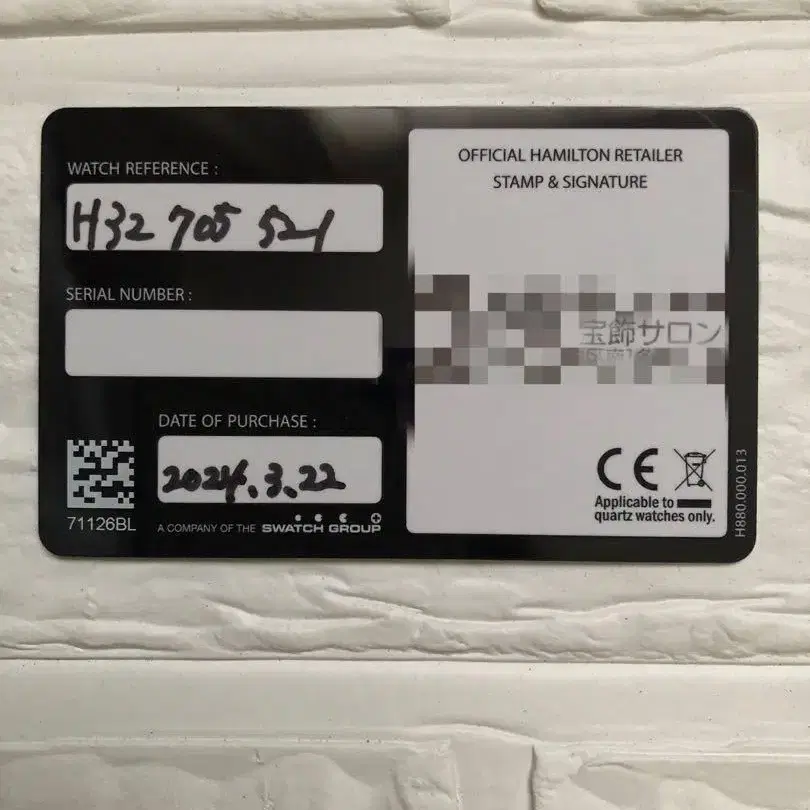 WATCH REFERENCE :
H32 705 521
SERIAL NUMBER :
DATE OF PURCHASE :
2024.3.22
71126BL
A COMPANY OF THE SWATCH GROUP
OFFICIAL HAMILTON RETAILER
STAMP & SIGNATURE
宝飾サロン
CE
Applicable to
quartz watches only.
H880.000.013